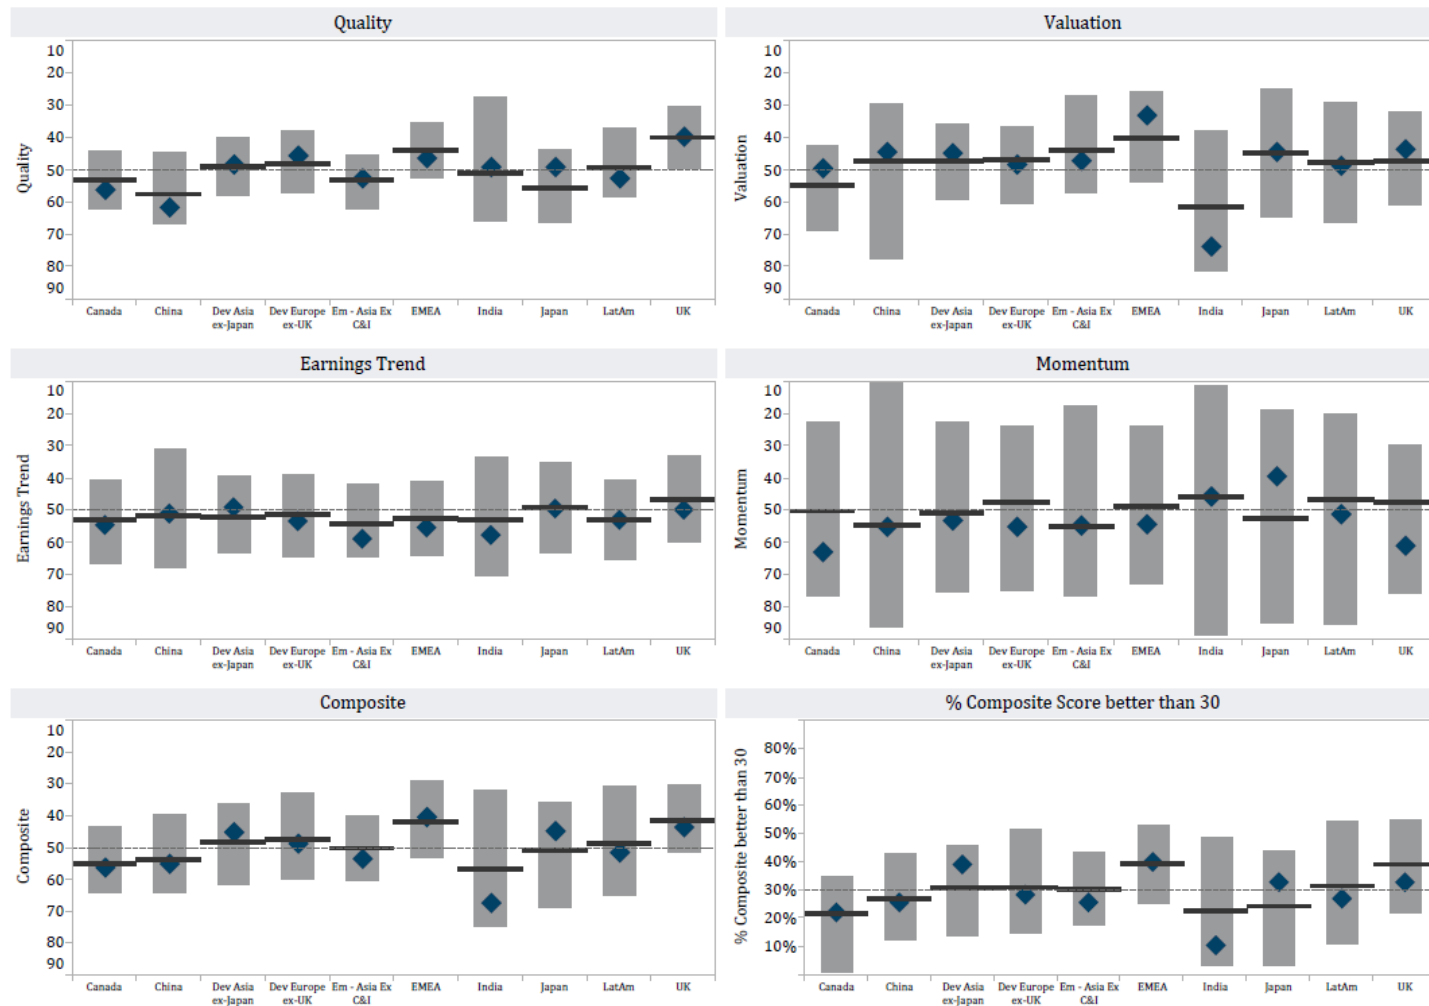 Quality
Quality
10
20
30
40
50
60
70
80
90
Canada China Dev Asia Dev Europe Em - Asia Ex EMEA India Japan LatAm UK
ex-Japan ex-UK C&I
Valuation
Valuation
10
20
30
40
50
60
70
80
90
Canada China Dev Asia Dev Europe Em - Asia Ex EMEA India Japan LatAm UK
ex-Japan ex-UK C&I
Earnings Trend
Earnings Trend
10
20
30
40
50
60
70
80
90
Canada China Dev Asia Dev Europe Em - Asia Ex EMEA India Japan LatAm UK
ex-Japan ex-UK C&I
Momentum
Momentum
10
20
30
40
50
60
70
80
90
Canada China Dev Asia Dev Europe Em - Asia Ex EMEA India Japan LatAm UK
ex-Japan ex-UK C&I
Composite
Composite
10
20
30
40
50
60
70
80
90
Canada China Dev Asia Dev Europe Em - Asia Ex EMEA India Japan LatAm UK
ex-Japan ex-UK C&I
% Composite Score better than 30
% Composite better than 30
80%
70%
60%
50%
40%
30%
20%
10%
Canada China Dev Asia Dev Europe Em - Asia Ex EMEA India Japan LatAm UK
ex-Japan ex-UK C&I